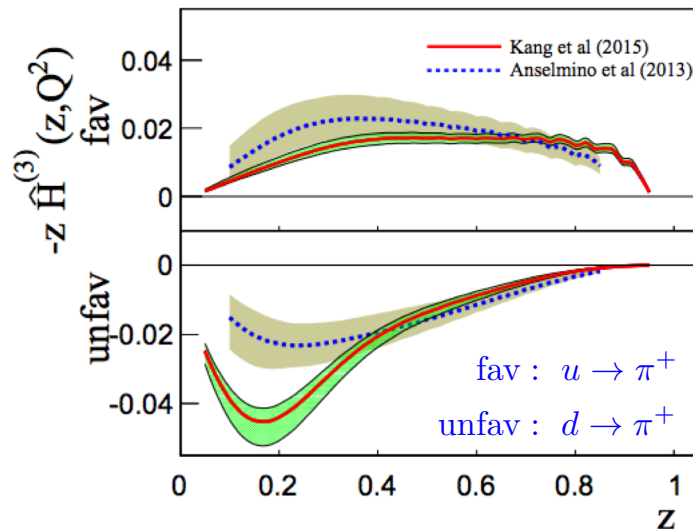 Kang et al (2015)
Anselmino et al (2013)
-z Ĥ⁽³⁾ (z,Q²)
fav
unfav
0.04
0.02
0
0
-0.02
-0.04
fav : u → π⁺
unfav : d → π⁺
0 0.2 0.4 0.6 0.8 1
z